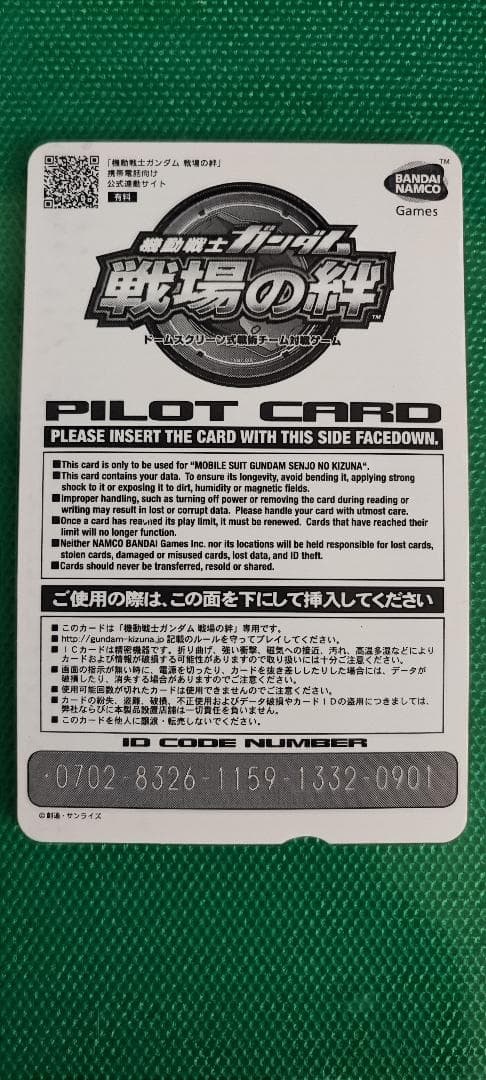 「機動戦士ガンダム 戦場の絆」
携帯電話向け
公式連動サイト
有料
BANDAI
NAMCO
TM
Games
機動戦士 ガンダム
戦場の絆
TM
ドームスクリーン式戦術チーム対戦ゲーム
PILOT CARD
PLEASE INSERT THE CARD WITH THIS SIDE FACEDOWN.
■This card is only to be used for "MOBILE SUIT GUNDAM SENJO NO KIZUNA".
■This card contains your data. To ensure its longevity, avoid bending it, applying strong
shock to it or exposing it to dirt, humidity or magnetic fields.
■Improper handling, such as turning off power or removing the card during reading or
writing may result in lost or corrupt data. Please handle your card with utmost care.
■Once a card has reached its play limit, it must be renewed. Cards that have reached their
limit will no longer function.
■Neither NAMCO BANDAI Games Inc. nor its locations will be held responsible for lost cards,
stolen cards, damaged or misused cards, lost data, and ID theft.
■Cards should never be transferred, resold or shared.
ご使用の際は、この面を下にして挿入してください
■ このカードは「機動戦士ガンダム 戦場の絆」専用です。
■ http://gundam-kizuna.jp 記載のルールを守ってプレイしてください。
■ ＩＣカードは精密機器です。折り曲げ、強い衝撃、磁気への接近、汚れ、高温多湿などにより
カードおよび情報が破損する可能性がありますので取り扱いには十分ご注意ください。
■ 画面の指示が無い時に、電源を切ったり、カードを抜き差ししたりした場合には、データが
破損したり、消失する場合がありますのでご注意ください。
■ 使用可能回数が切れたカードは使用できませんのでご注意ください。
■ カードの紛失、盗難、破損、不正使用およびデータ破損やカードＩＤの盗用につきましては、
弊社ならびに本製品設置店舗は一切責任を負いません。
■ このカードを他人に譲渡・転売しないでください。
ID CODE NUMBER
0702-8326-1159-1332-0901
©創通・サンライズ